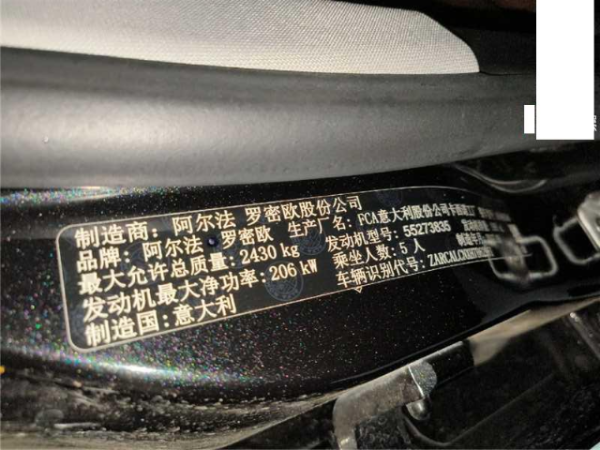 制造商：阿尔法 罗密欧股份公司
品牌：阿尔法 罗密欧 生产厂名：FCA意大利股份公司卡
最大允许总质量：2430 kg 发动机型号：55273835
发动机最大净功率：206 kW 乘坐人数：5 人
制造国：意大利 车辆识别代号：